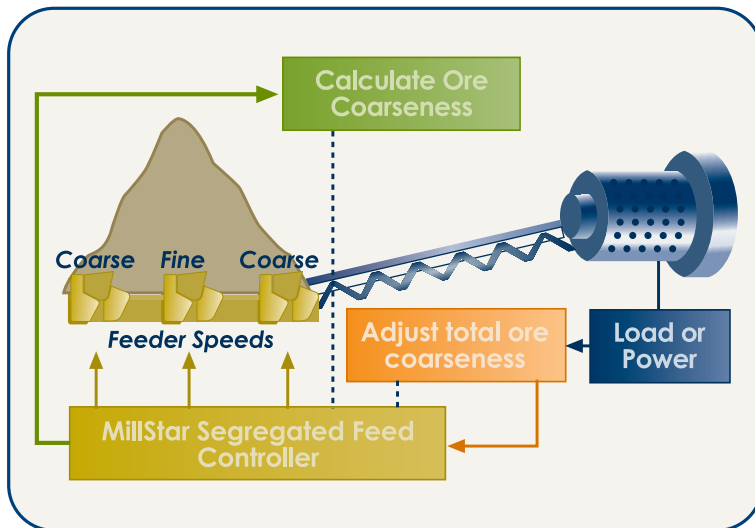 Calculate Ore
Coarseness
Coarse Fine Coarse
Feeder Speeds
Adjust total ore
coarseness
Load or
Power
MillStar Segregated Feed
Controller